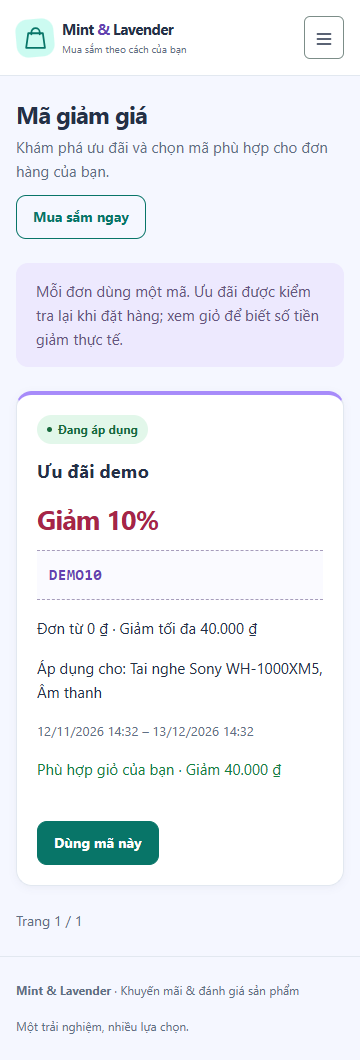 Mint & Lavender
Mua sắm theo cách của bạn
Mã giảm giá
Khám phá ưu đãi và chọn mã phù hợp cho đơn
hàng của bạn.
Mua sắm ngay
Mỗi đơn dùng một mã. Ưu đãi được kiểm
tra lại khi đặt hàng; xem giỏ để biết số tiền
giảm thực tế.
Đang áp dụng
Ưu đãi demo
Giảm 10%
DEMO10
Đơn từ 0 ₫ · Giảm tối đa 40.000 ₫
Áp dụng cho: Tai nghe Sony WH-1000XM5,
Âm thanh
12/11/2026 14:32 – 13/12/2026 14:32
Phù hợp giỏ của bạn · Giảm 40.000 ₫
Dùng mã này
Trang 1 / 1
Mint & Lavender · Khuyến mãi & đánh giá sản phẩm
Một trải nghiệm, nhiều lựa chọn.